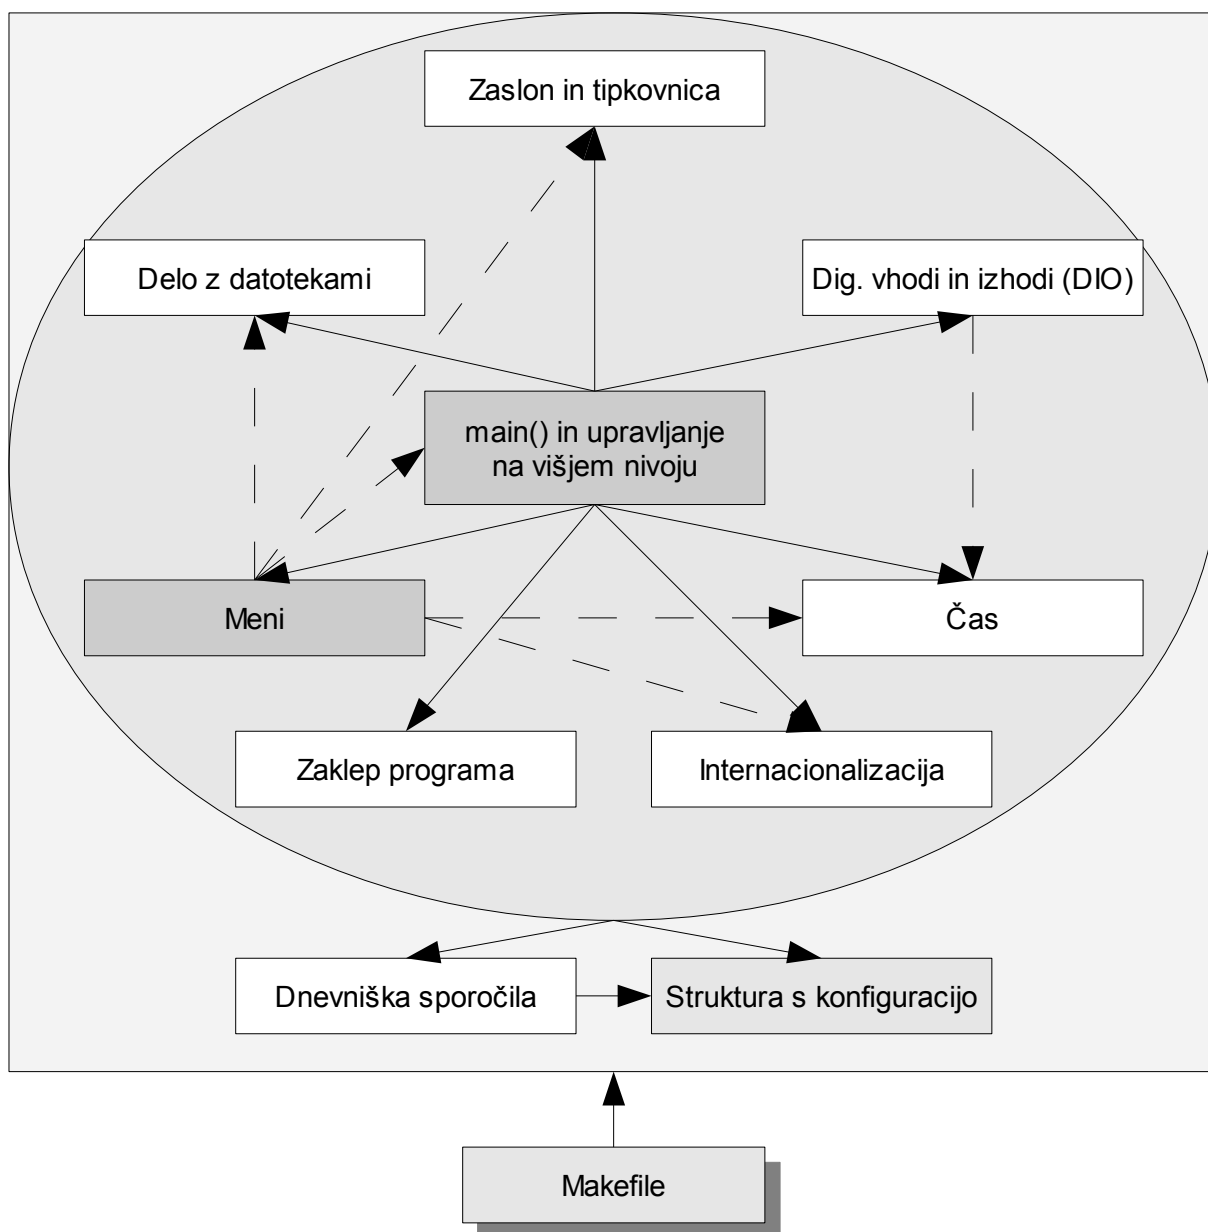 Zaslon in tipkovnica
Delo z datotekami
Dig. vhodi in izhodi (DIO)
main() in upravljanje
na višjem nivoju
Meni
Čas
Zaklep programa
Internacionalizacija
Dnevniška sporočila
Struktura s konfiguracijo
Makefile